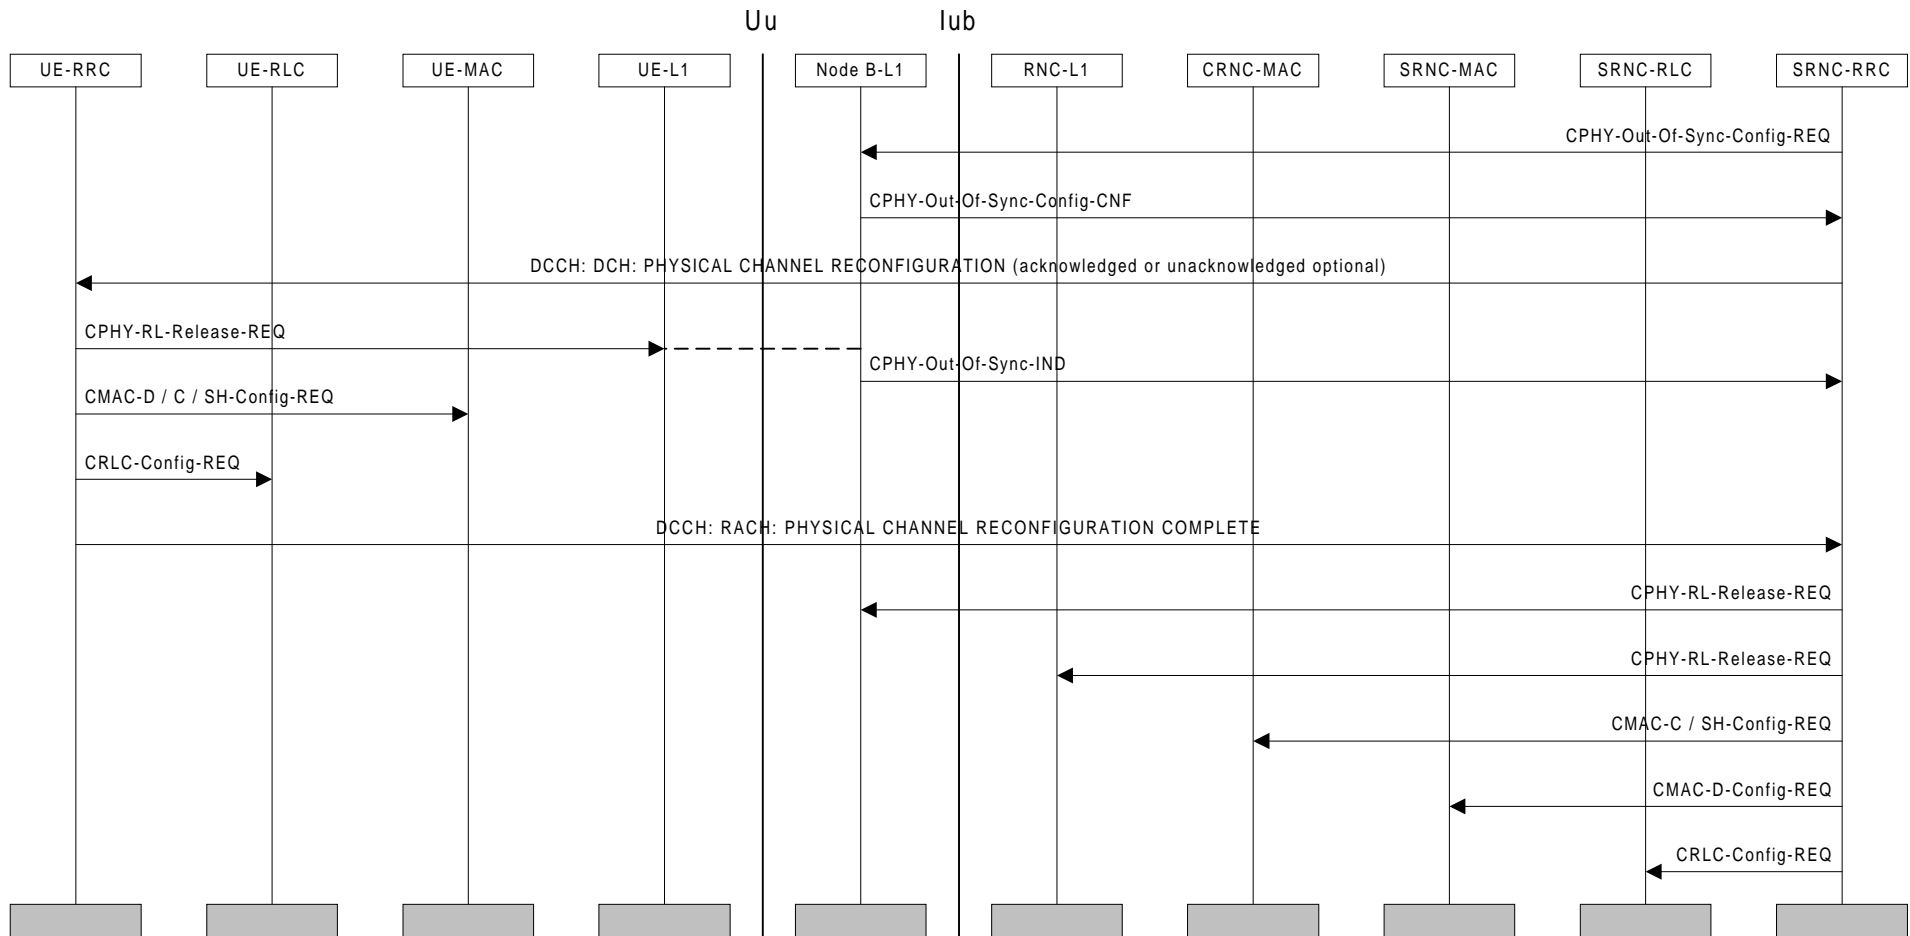 Uu
Iub
UE-RRC
UE-RLC
UE-MAC
UE-L1
Node B-L1
RNC-L1
CRNC-MAC
SRNC-MAC
SRNC-RLC
SRNC-RRC
CPHY-Out-Of-Sync-Config-REQ
CPHY-Out-Of-Sync-Config-CNF
DCCH: DCH: PHYSICAL CHANNEL RECONFIGURATION (acknowledged or unacknowledged optional)
CPHY-RL-Release-REQ
CPHY-Out-Of-Sync-IND
CMAC-D / C / SH-Config-REQ
CRLC-Config-REQ
DCCH: RACH: PHYSICAL CHANNEL RECONFIGURATION COMPLETE
CPHY-RL-Release-REQ
CPHY-RL-Release-REQ
CMAC-C / SH-Config-REQ
CMAC-D-Config-REQ
CRLC-Config-REQ